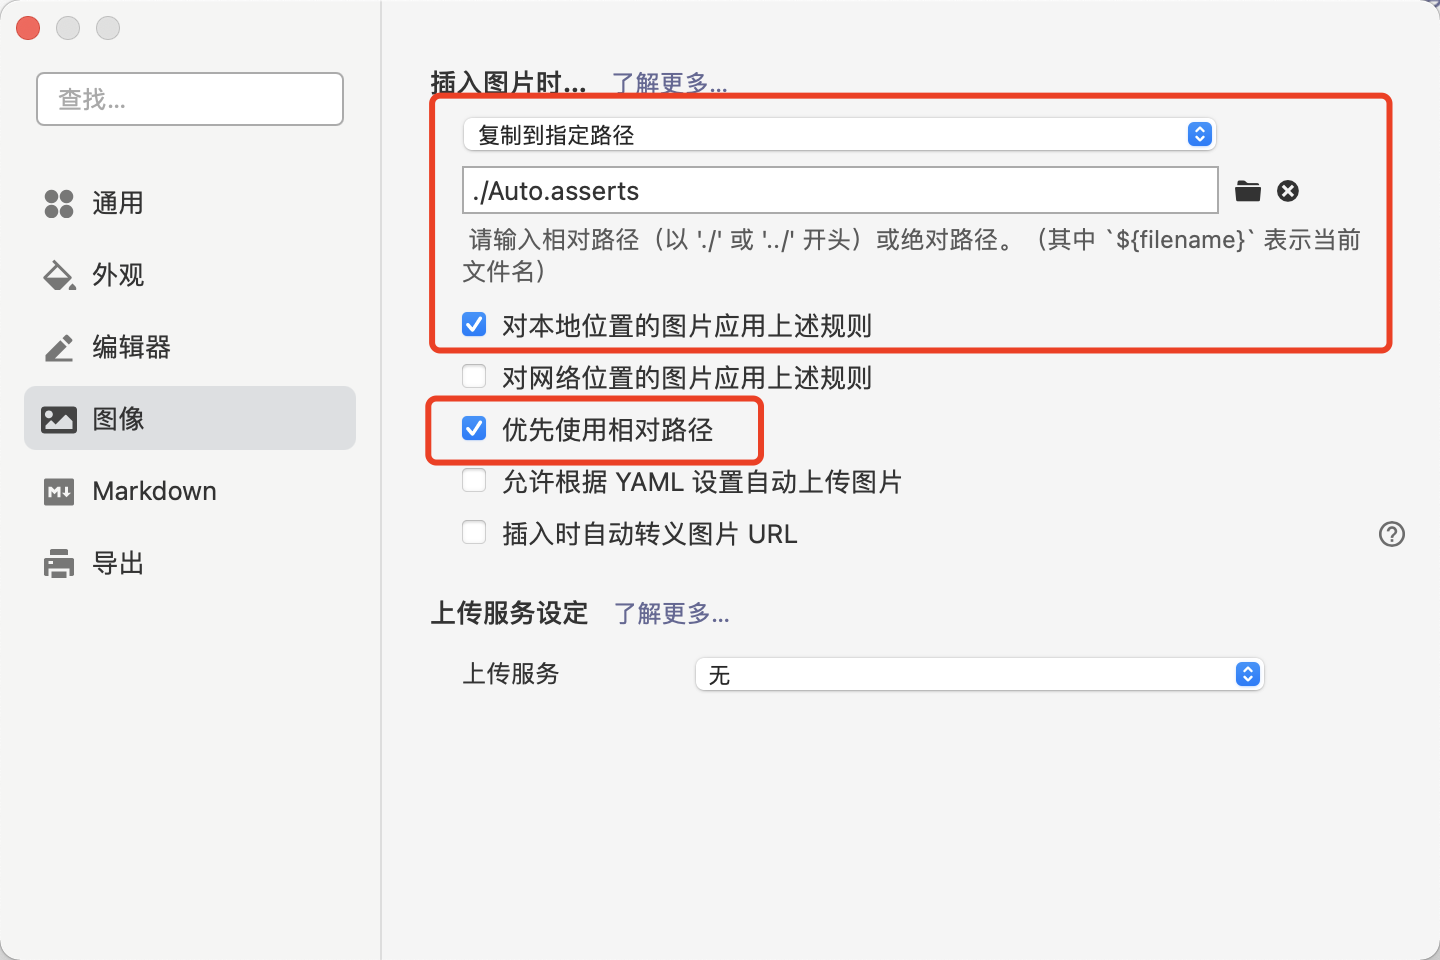 查找...
通用
外观
编辑器
图像
Markdown
导出
插入图片时... 了解更多...
复制到指定路径
./Auto.asserts
请输入相对路径（以 './' 或 '../' 开头）或绝对路径。（其中 `${filename}` 表示当前
文件名）
对本地位置的图片应用上述规则
对网络位置的图片应用上述规则
优先使用相对路径
允许根据 YAML 设置自动上传图片
插入时自动转义图片 URL
上传服务设定 了解更多...
上传服务 无